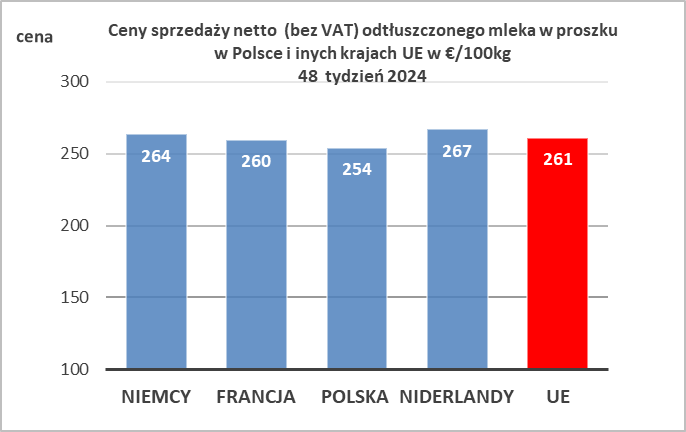 cena
Ceny sprzedaży netto (bez VAT) odtłuszczonego mleka w proszku
w Polsce i inych krajach UE w €/100kg
48 tydzień 2024
300
250
200
150
100
264
260
254
267
261
NIEMCY
FRANCJA
POLSKA
NIDERLANDY
UE